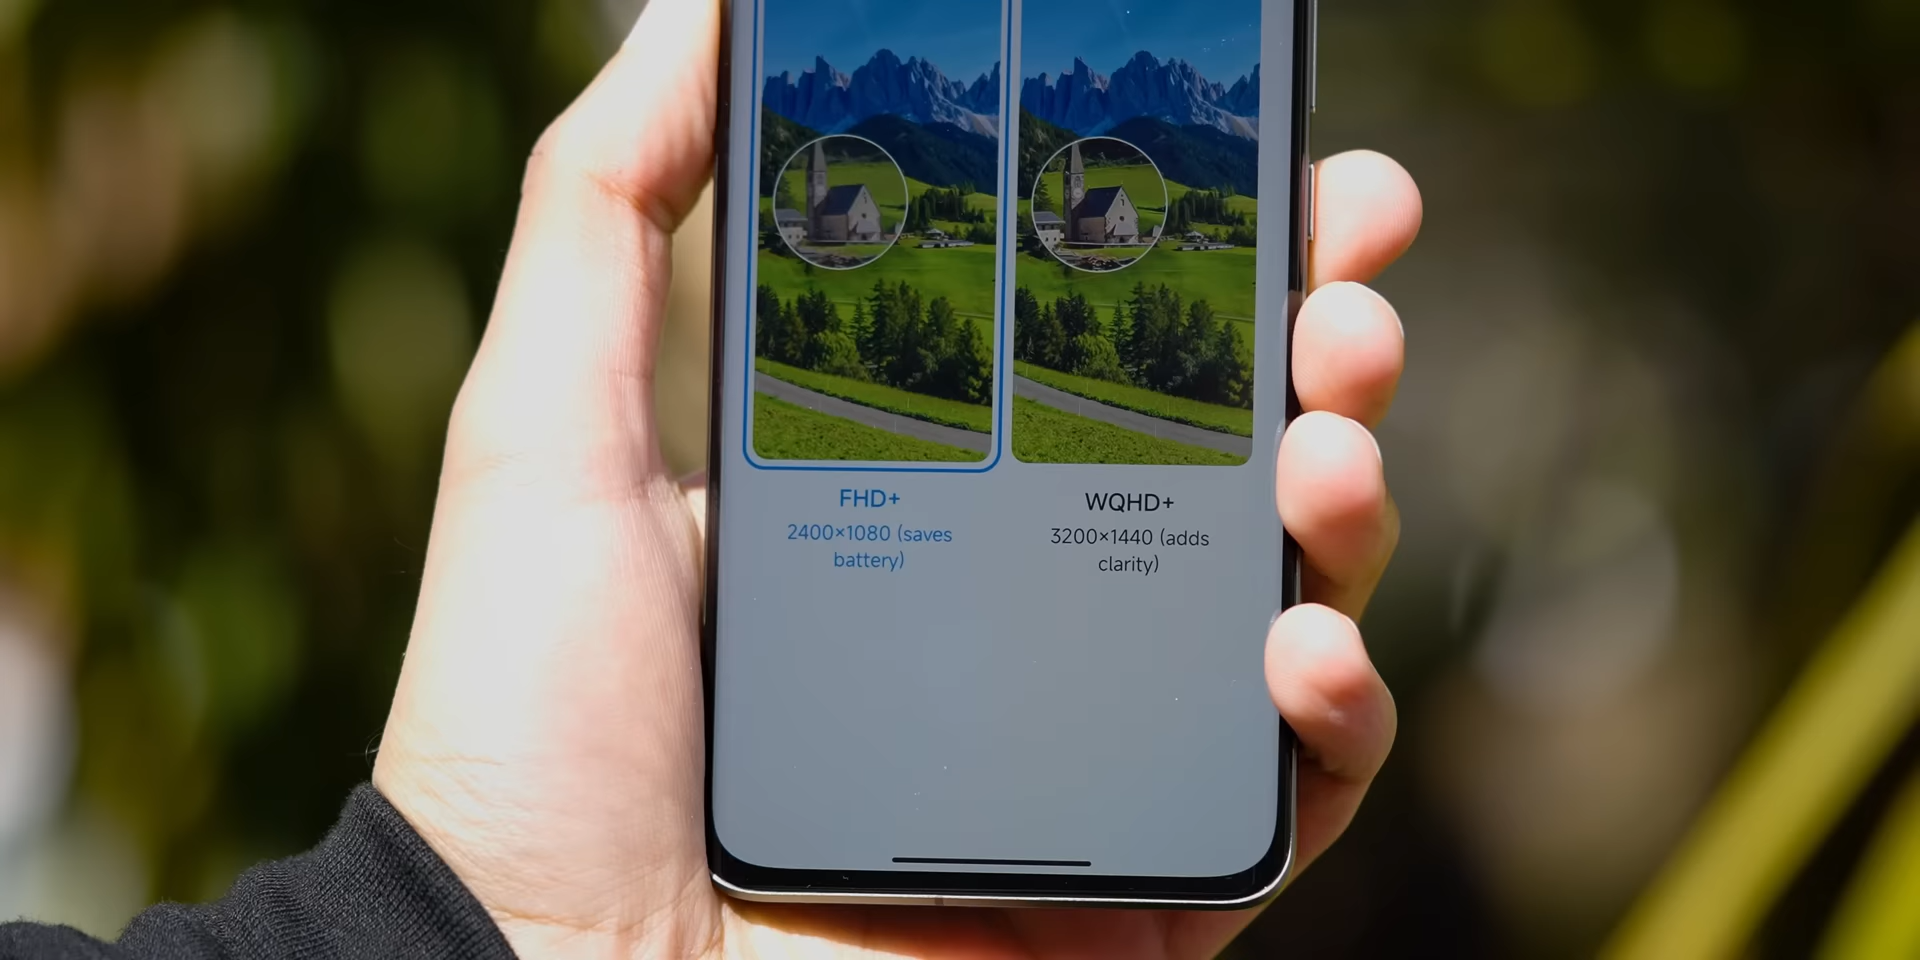 FHD+
2400×1080 (saves
battery)
WQHD+
3200×1440 (adds
clarity)